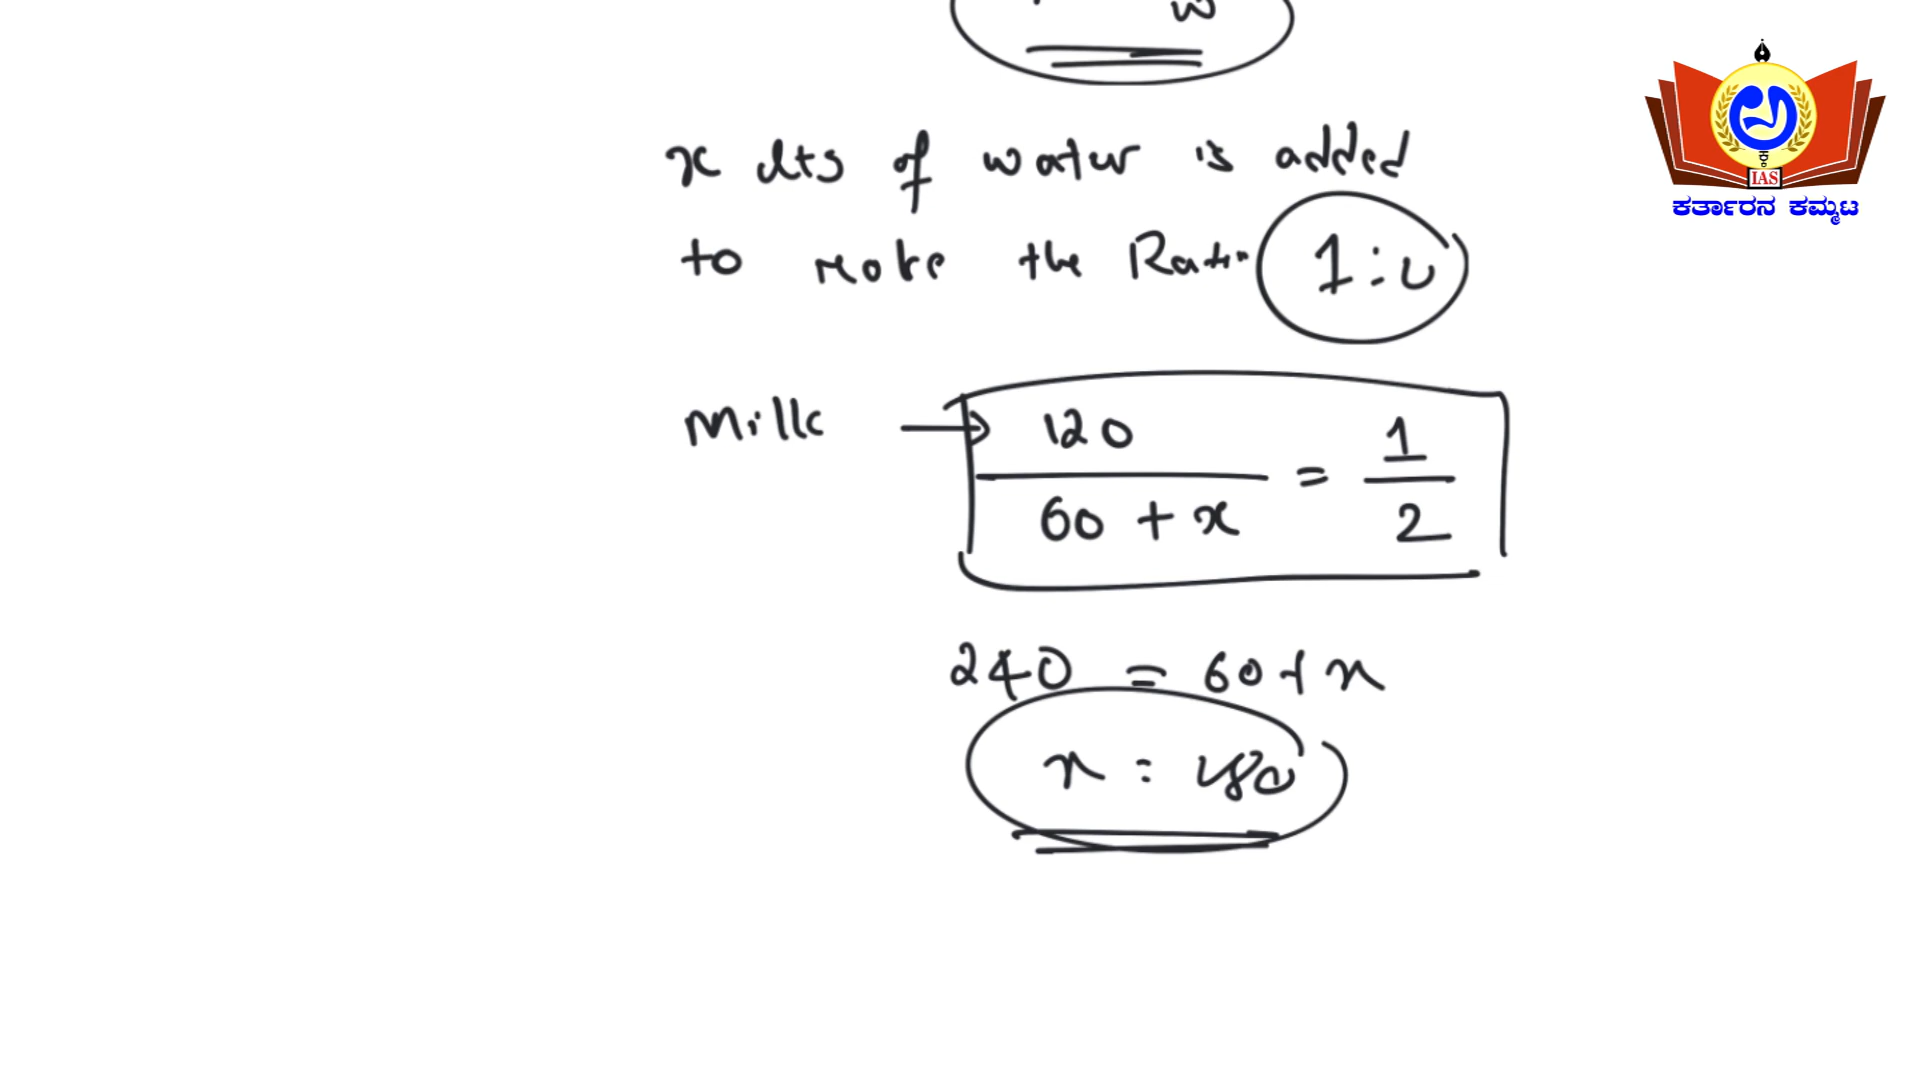 w
x lts of water is added
to make the Ratio 1:2
Milk → 120 / 60 + x = 1 / 2
240 = 60 + x
x = 180
ಅ
ಕ
IAS
ಕರ್ತಾರನ ಕಮ್ಮಟ